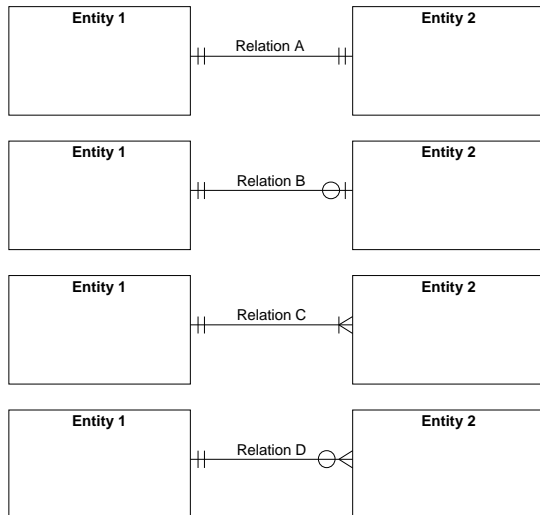 Entity 1
Relation A
Entity 2
Entity 1
Relation B
Entity 2
Entity 1
Relation C
Entity 2
Entity 1
Relation D
Entity 2